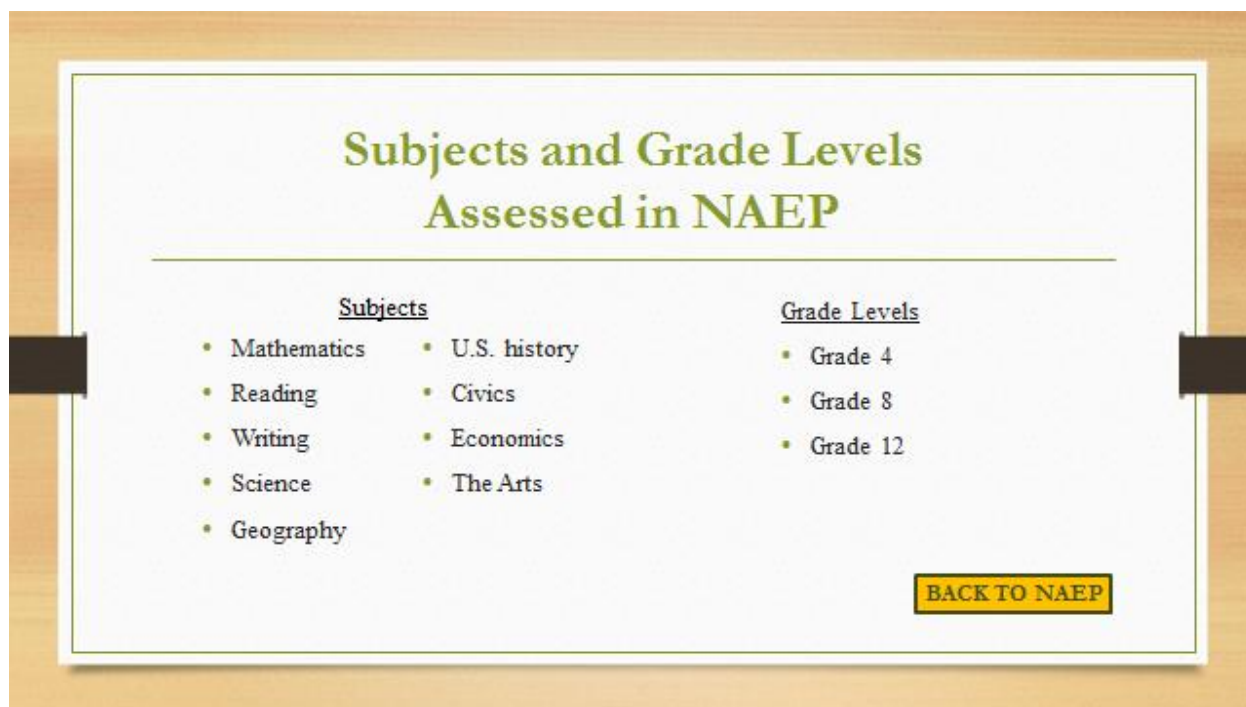 Subjects and Grade Levels
Assessed in NAEP
Subjects
• Mathematics
• Reading
• Writing
• Science
• Geography
• U.S. history
• Civics
• Economics
• The Arts
Grade Levels
• Grade 4
• Grade 8
• Grade 12
BACK TO NAEP